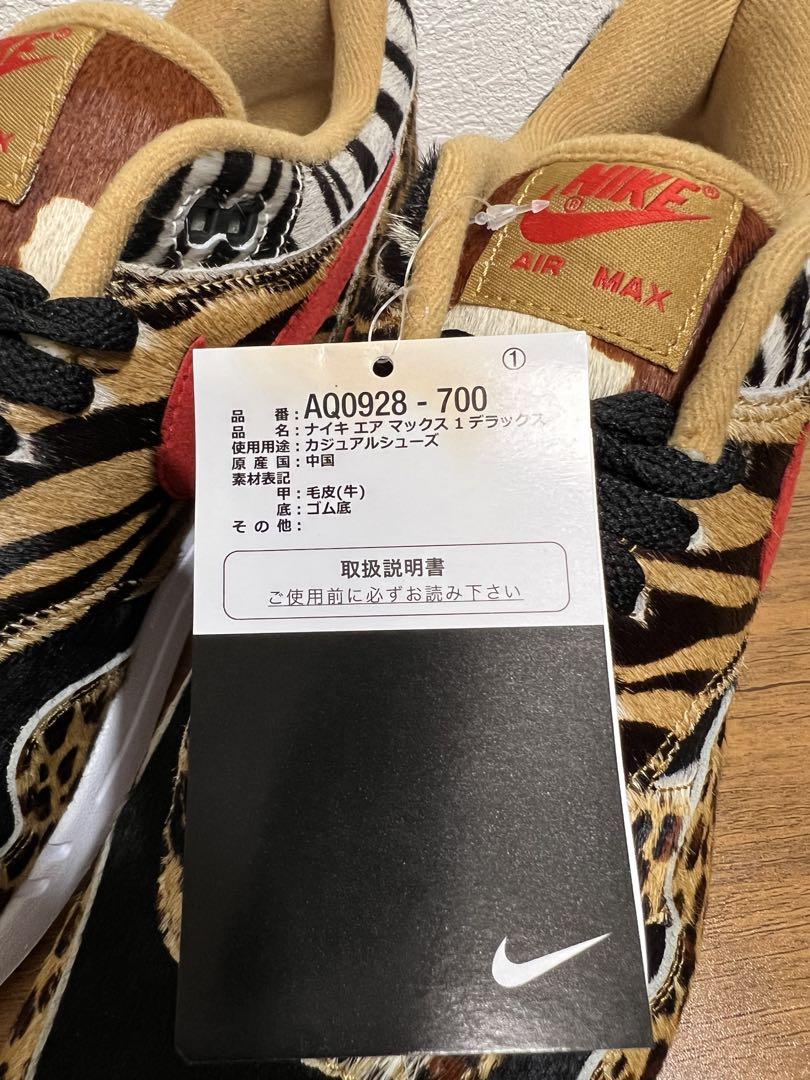 KE
X
NIKE®
®
AIR MAX
①
品 番：AQ0928 - 700
品 名：ナイキ エア マックス 1 デラックス
使用用途：カジュアルシューズ
原 産 国：中国
素材表記
甲：毛皮(牛)
底：ゴム底
そ の 他：
取扱説明書
ご使用前に必ずお読み下さい